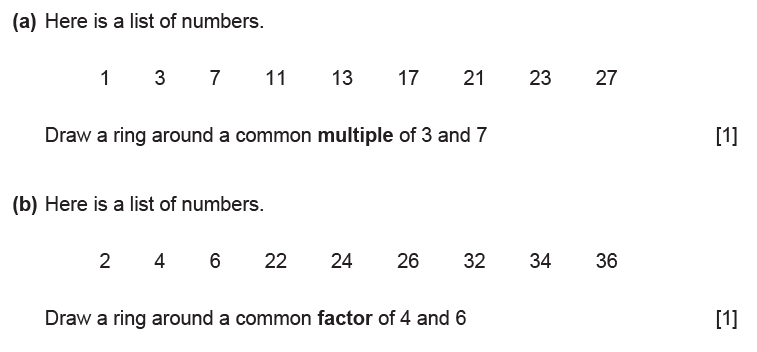 (a) Here is a list of numbers.
1 3 7 11 13 17 21 23 27
Draw a ring around a common multiple of 3 and 7 [1]
(b) Here is a list of numbers.
2 4 6 22 24 26 32 34 36
Draw a ring around a common factor of 4 and 6 [1]